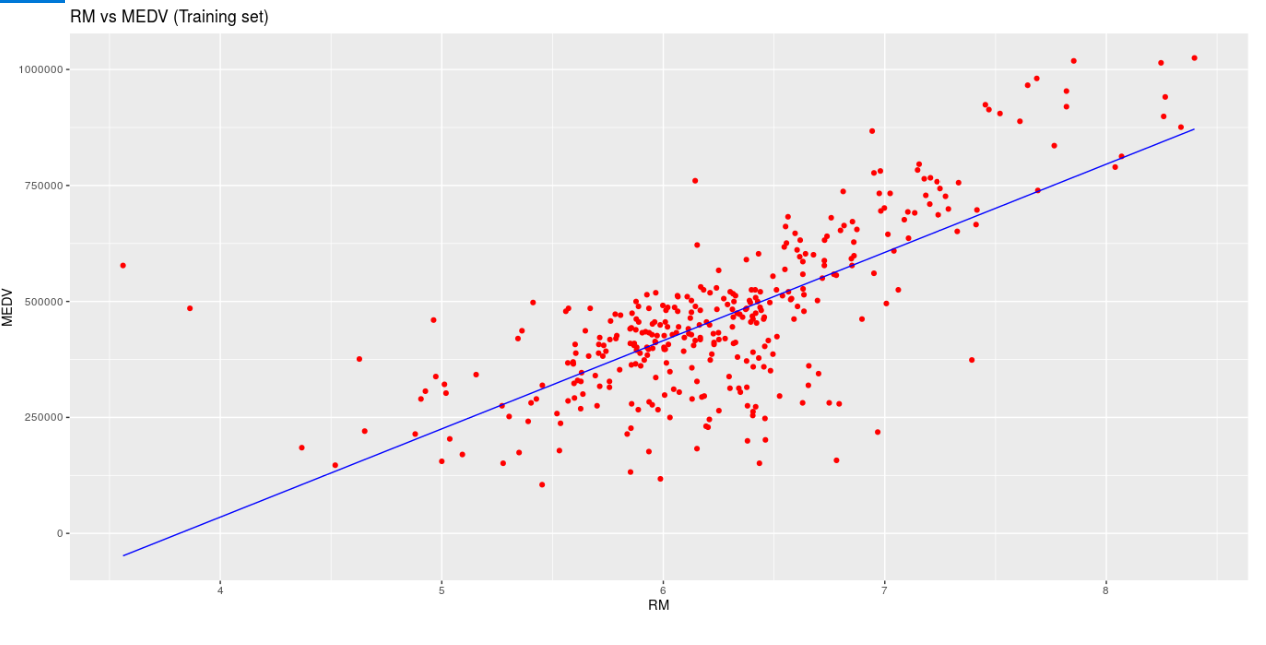 RM vs MEDV (Training set)
1000000
750000
500000
250000
0
MEDV
4 5 6 7 8
RM